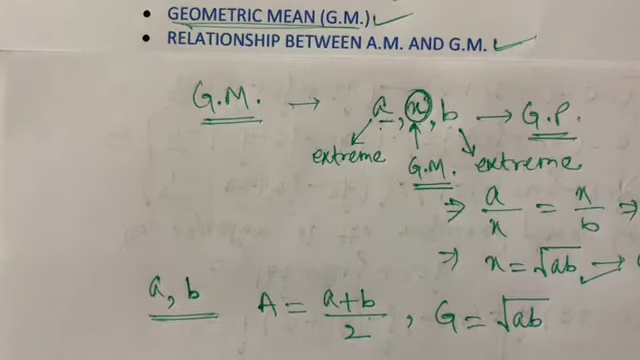 • GEOMETRIC MEAN (G.M.) ✓
• RELATIONSHIP BETWEEN A.M. AND G.M. ✓
G.M. → a, x, b → G.P.
extreme G.M. extreme
⇒ a/x = x/b ⇒
⇒ x = √ab →
a, b A = a+b/2 , G = √ab